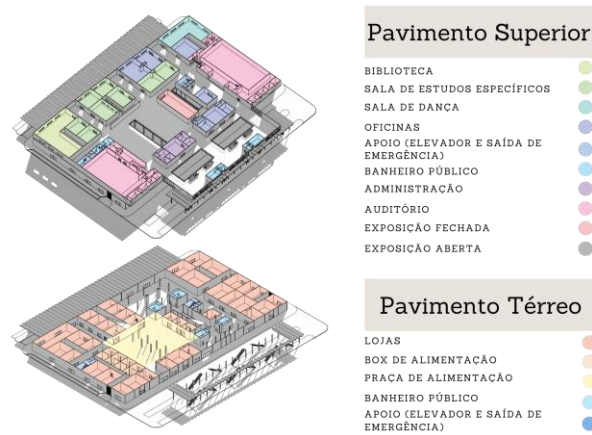 Pavimento Superior
BIBLIOTECA
SALA DE ESTUDOS ESPECÍFICOS
SALA DE DANÇA
OFICINAS
APOIO (ELEVADOR E SAÍDA DE
EMERGÊNCIA)
BANHEIRO PÚBLICO
ADMINISTRAÇÃO
AUDITÓRIO
EXPOSIÇÃO FECHADA
EXPOSIÇÃO ABERTA
Pavimento Térreo
LOJAS
BOX DE ALIMENTAÇÃO
PRAÇA DE ALIMENTAÇÃO
BANHEIRO PÚBLICO
APOIO (ELEVADOR E SAÍDA DE
EMERGÊNCIA)